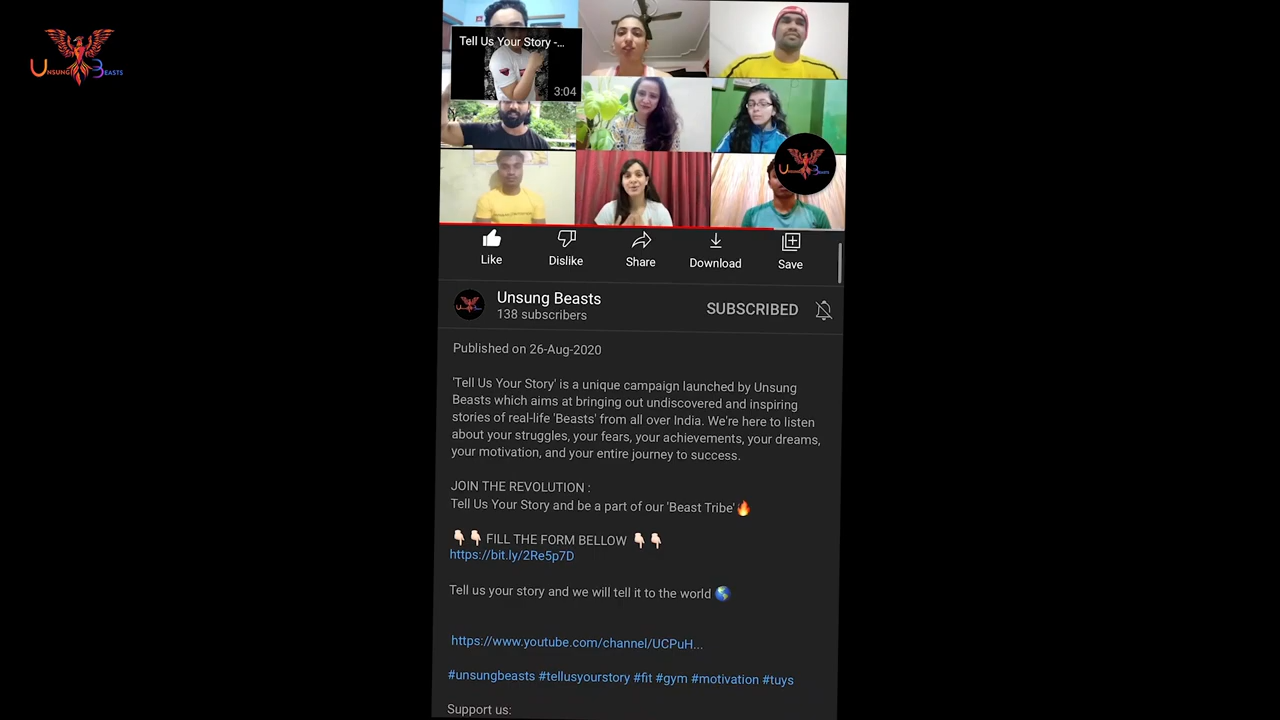 UNSUNG BEASTS
Tell Us Your Story -...
3:04
UNSUNG BEASTS
Like
Dislike
Share
Download
Save
Unsung Beasts
138 subscribers
SUBSCRIBED
Published on 26-Aug-2020
'Tell Us Your Story' is a unique campaign launched by Unsung
Beasts which aims at bringing out undiscovered and inspiring
stories of real-life 'Beasts' from all over India. We're here to listen
about your struggles, your fears, your achievements, your dreams,
your motivation, and your entire journey to success.
JOIN THE REVOLUTION :
Tell Us Your Story and be a part of our 'Beast Tribe'🔥
👇🏻👇🏻 FILL THE FORM BELLOW 👇🏻👇🏻
https://bit.ly/2Re5p7D
Tell us your story and we will tell it to the world 🌎
https://www.youtube.com/channel/UCPuH...
#unsungbeasts #tellusyourstory #fit #gym #motivation #tuys
Support us: